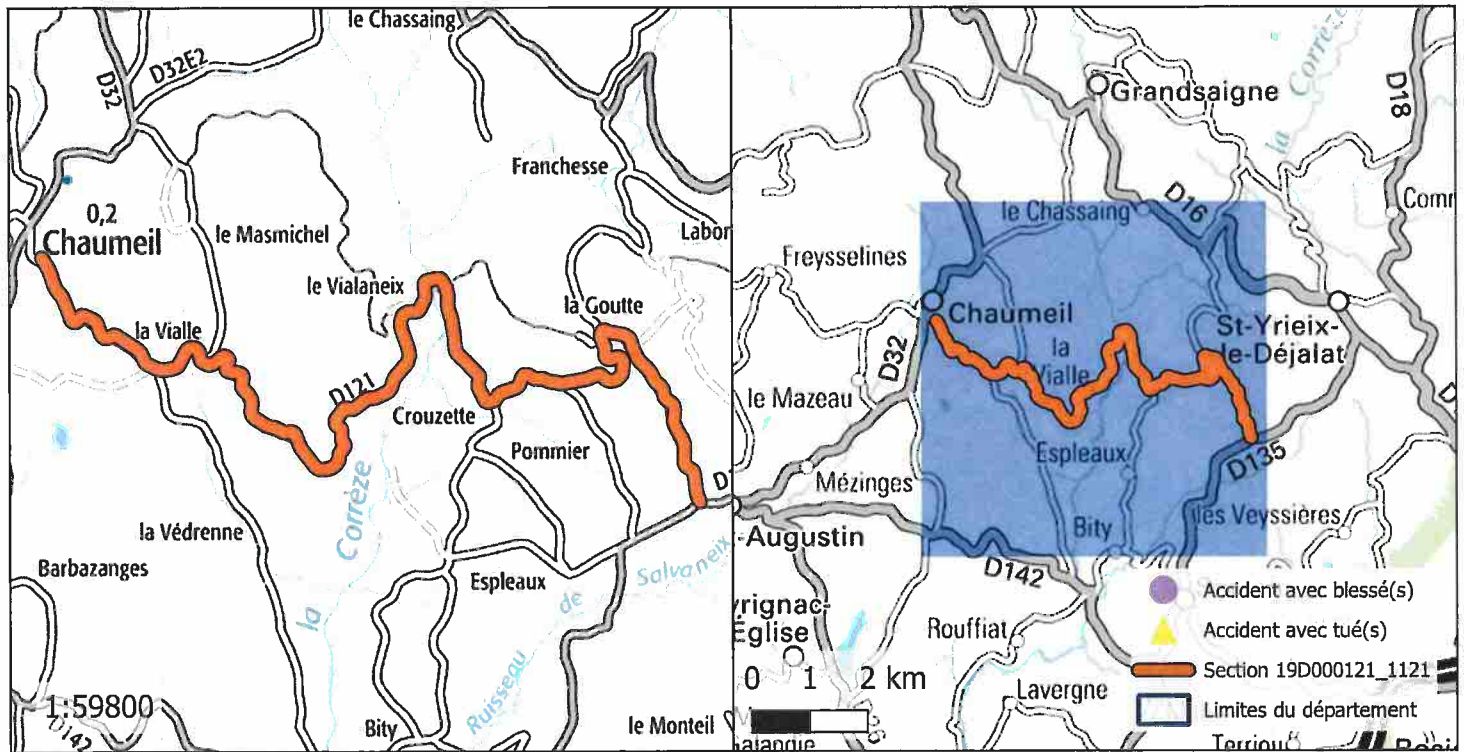 le Chassaing
D32
D32E2
Franchesse
0,2
Chaumeil
le Masmichel
Labor
le Vialaneix
la Goutte
la Vialle
D121
Crouzette
Pommier
la Corrèze
la Védrenne
Barbazanges
Espleaux
Ruisseau de Salvaneix
1:59800
D142
Bity
le Monteil
Grandsaigne
la Corrèze
D18
le Chassaing
D16
Comr
Freysselines
Chaumeil
St-Yrieix-
le-Déjalat
D32
la
Vialle
le Mazeau
Espleaux
D135
Mézinges
les Veyssières
Bity
-Augustin
D142
yrignac-
Église
Rouffiat
Lavergne
0 1 2 km
Accident avec blessé(s)
Accident avec tué(s)
Section 19D000121_1121
Limites du département